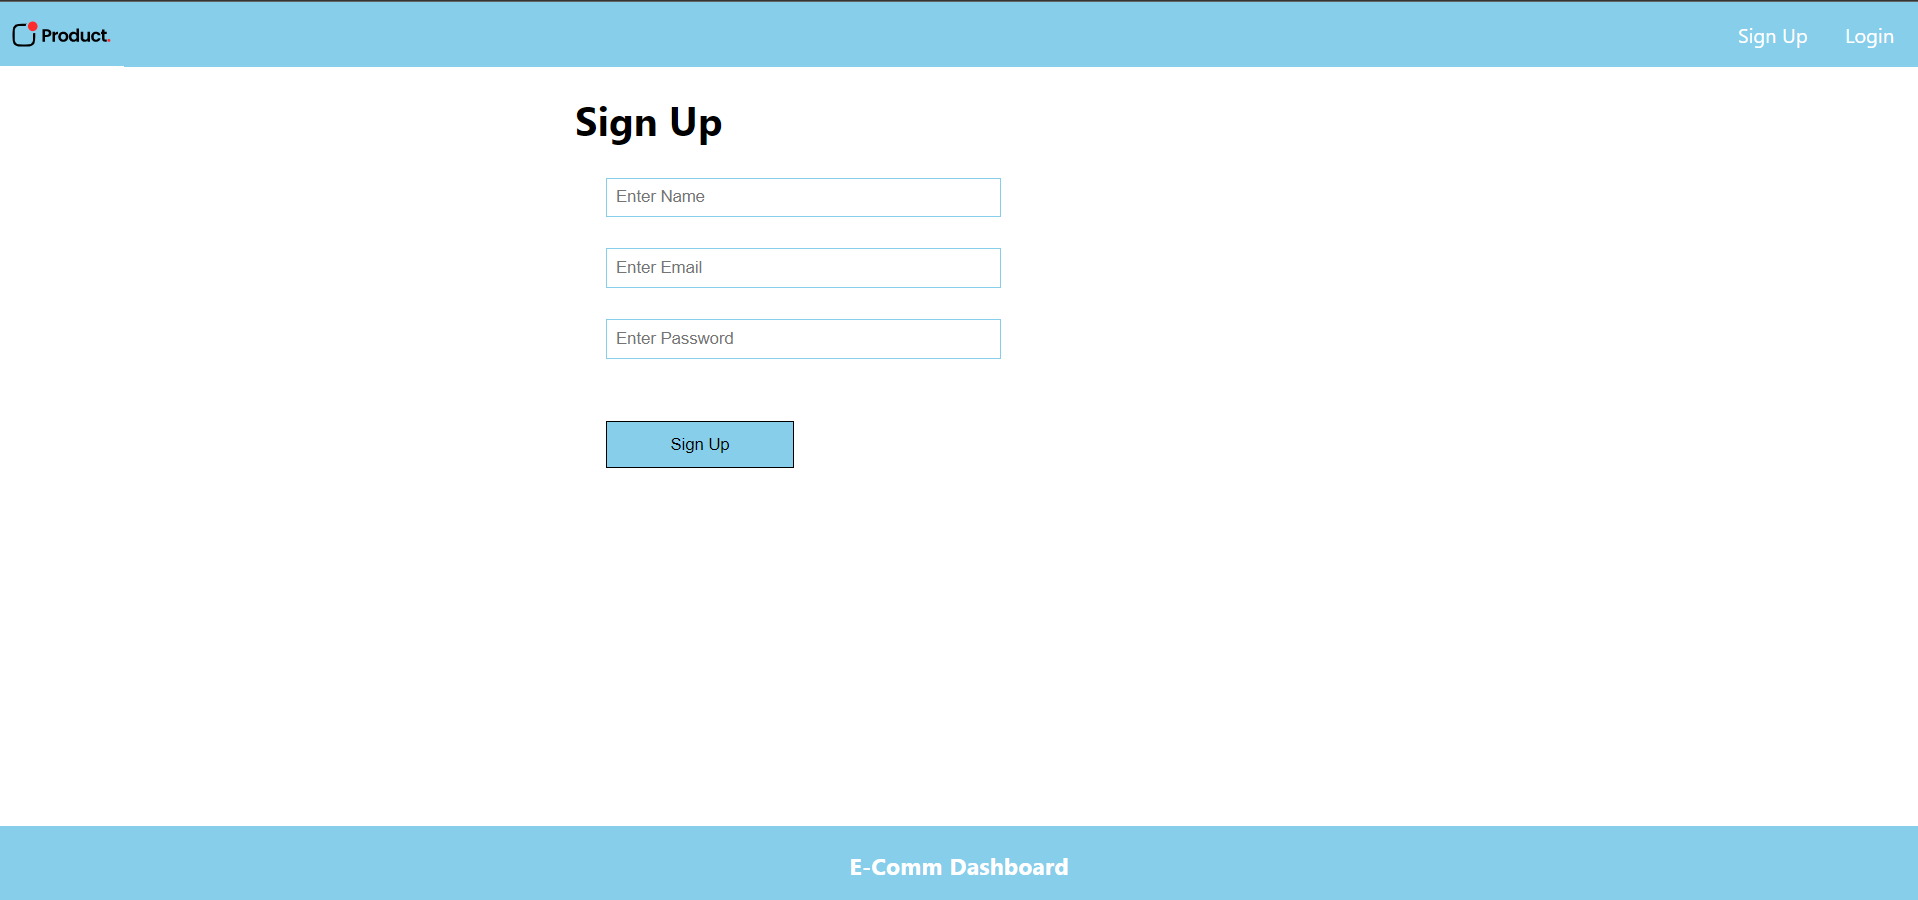 Product.
Sign Up Login
Sign Up
Enter Name
Enter Email
Enter Password
Sign Up
E-Comm Dashboard